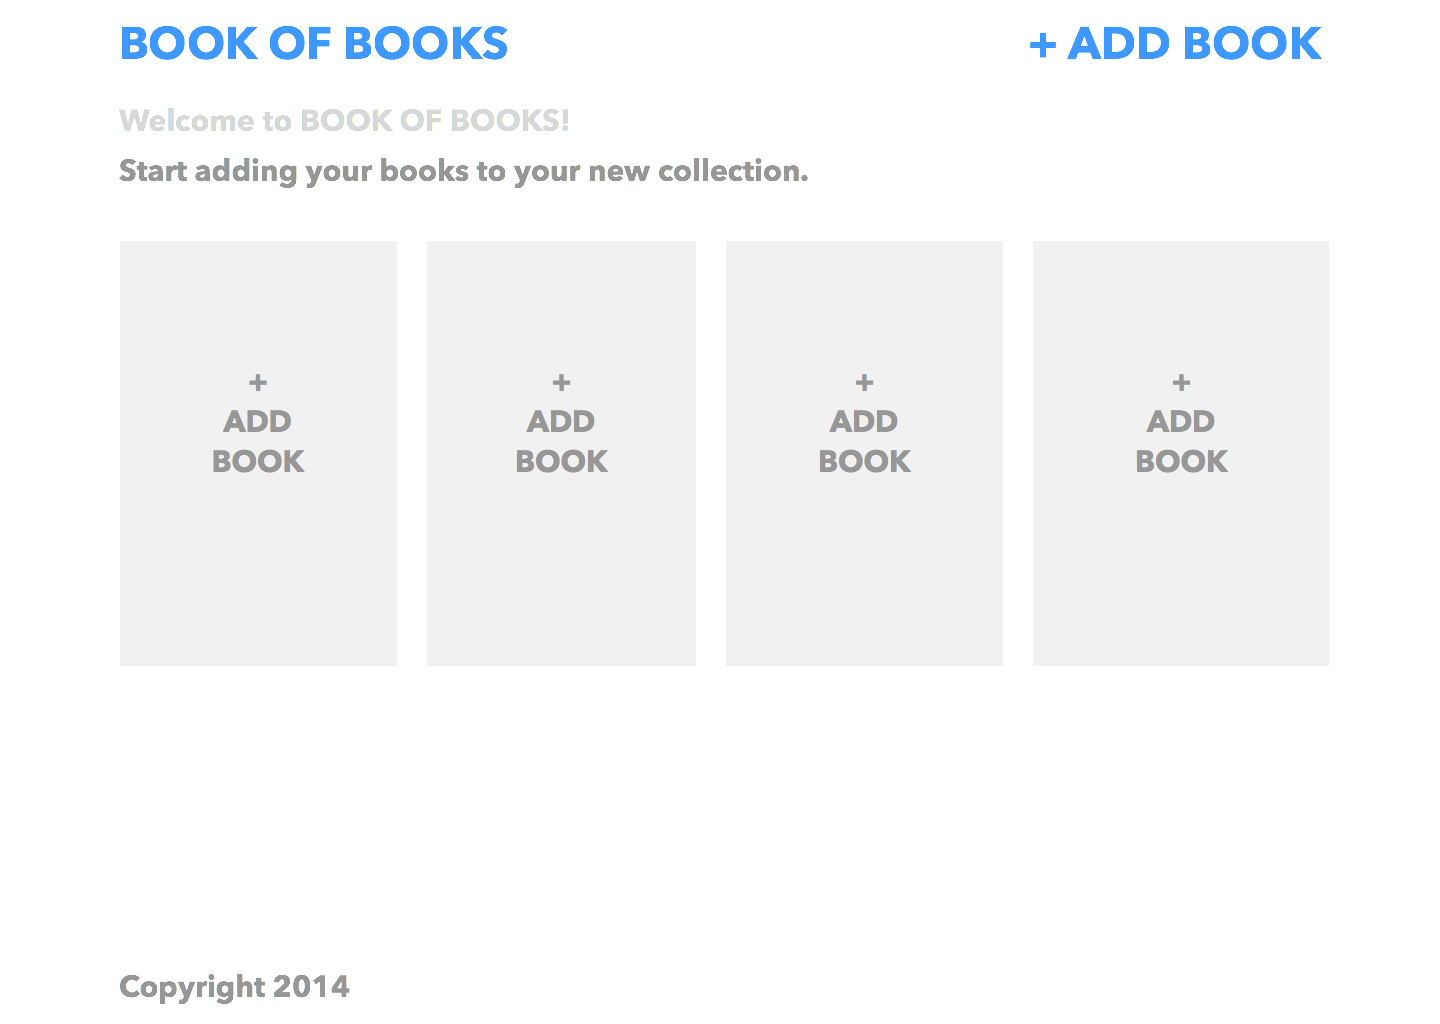 BOOK OF BOOKS
+ ADD BOOK
Welcome to BOOK OF BOOKS!
Start adding your books to your new collection.
+
ADD
BOOK
+
ADD
BOOK
+
ADD
BOOK
+
ADD
BOOK
Copyright 2014